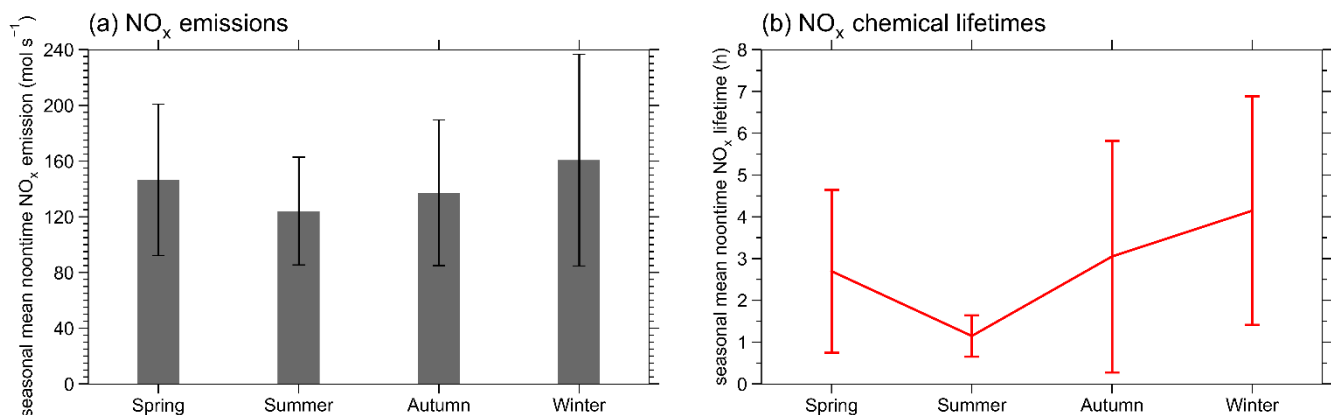 (a) NOx emissions
seasonal mean noontime NOx emission (mol s−1)
240
200
160
120
80
40
0
Spring Summer Autumn Winter
(b) NOx chemical lifetimes
seasonal mean noontime NOx lifetime (h)
8
7
6
5
4
3
2
1
0
Spring Summer Autumn Winter